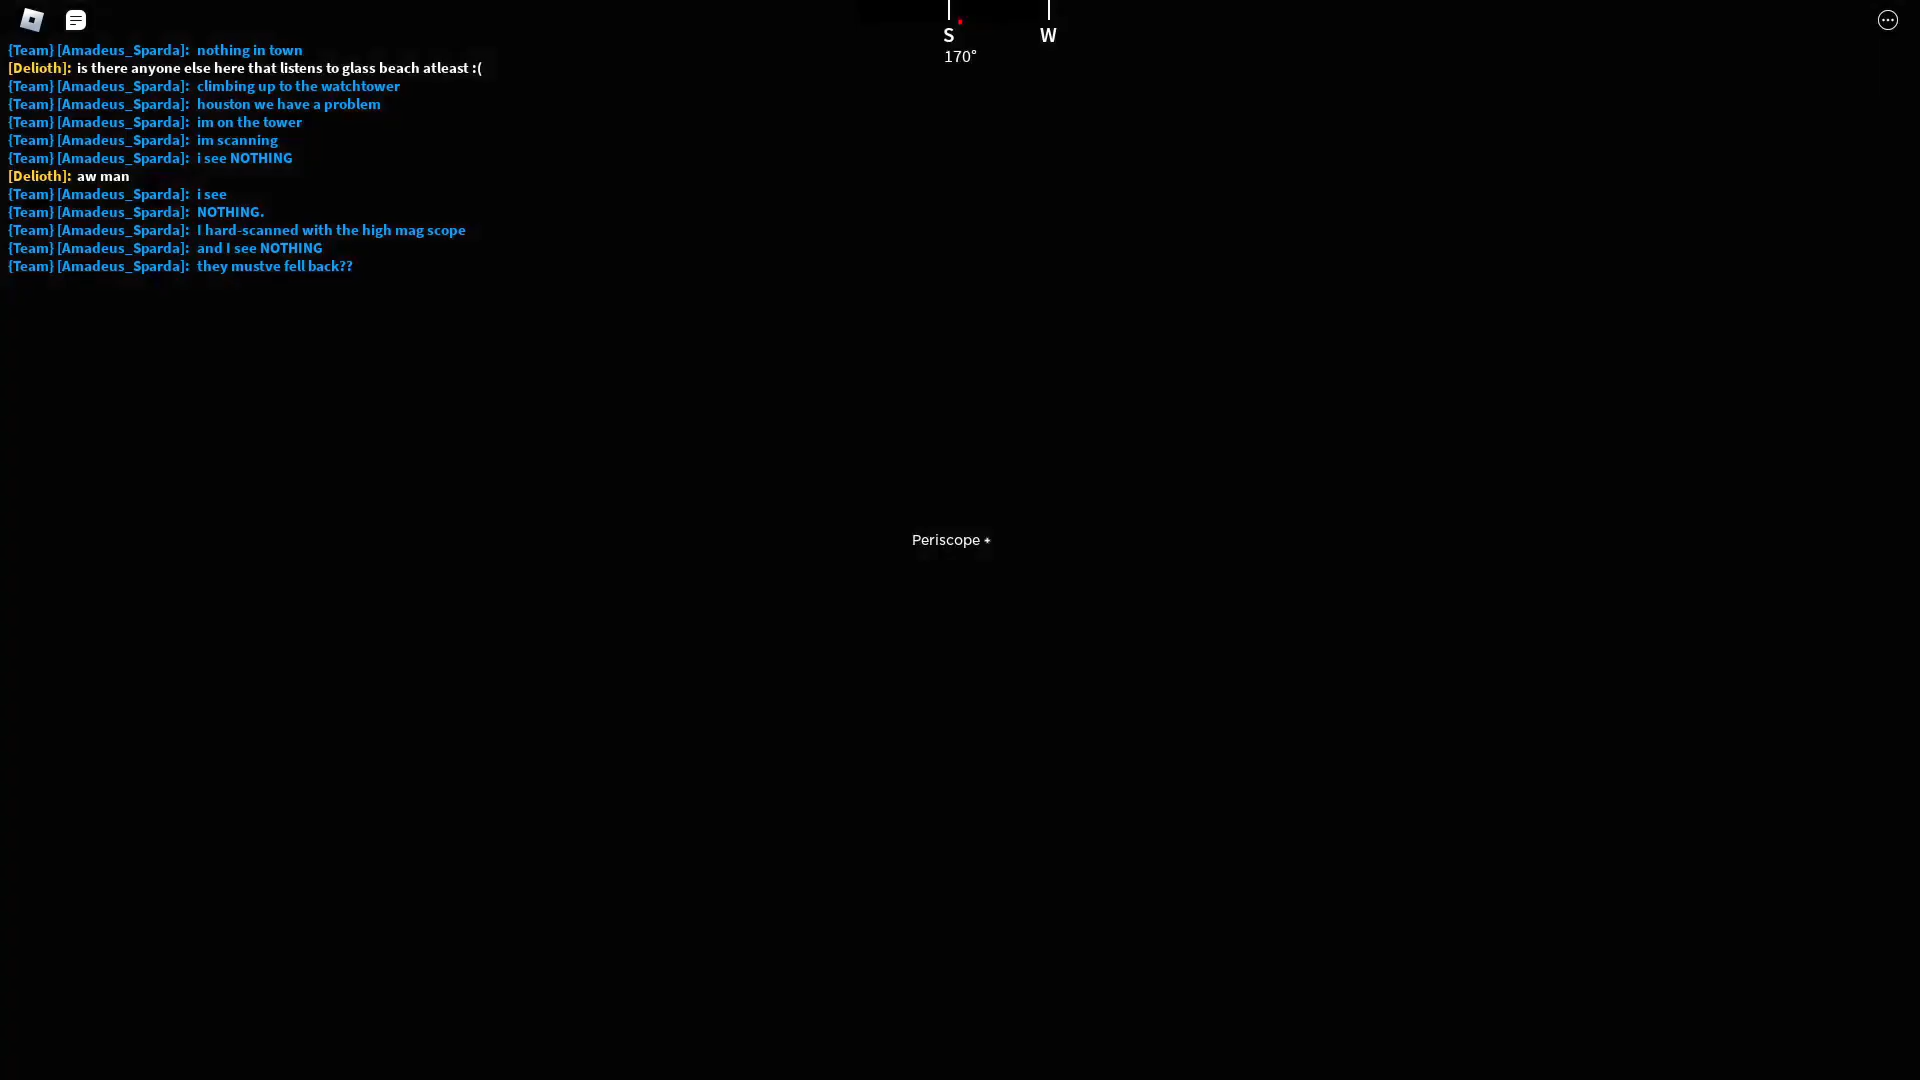 S
W
170°
{Team} [Amadeus_Sparda]: nothing in town
[Delioth]: is there anyone else here that listens to glass beach atleast :(
{Team} [Amadeus_Sparda]: climbing up to the watchtower
{Team} [Amadeus_Sparda]: houston we have a problem
{Team} [Amadeus_Sparda]: im on the tower
{Team} [Amadeus_Sparda]: im scanning
{Team} [Amadeus_Sparda]: i see NOTHING
[Delioth]: aw man
{Team} [Amadeus_Sparda]: i see
{Team} [Amadeus_Sparda]: NOTHING.
{Team} [Amadeus_Sparda]: I hard-scanned with the high mag scope
{Team} [Amadeus_Sparda]: and I see NOTHING
{Team} [Amadeus_Sparda]: they mustve fell back??
Periscope